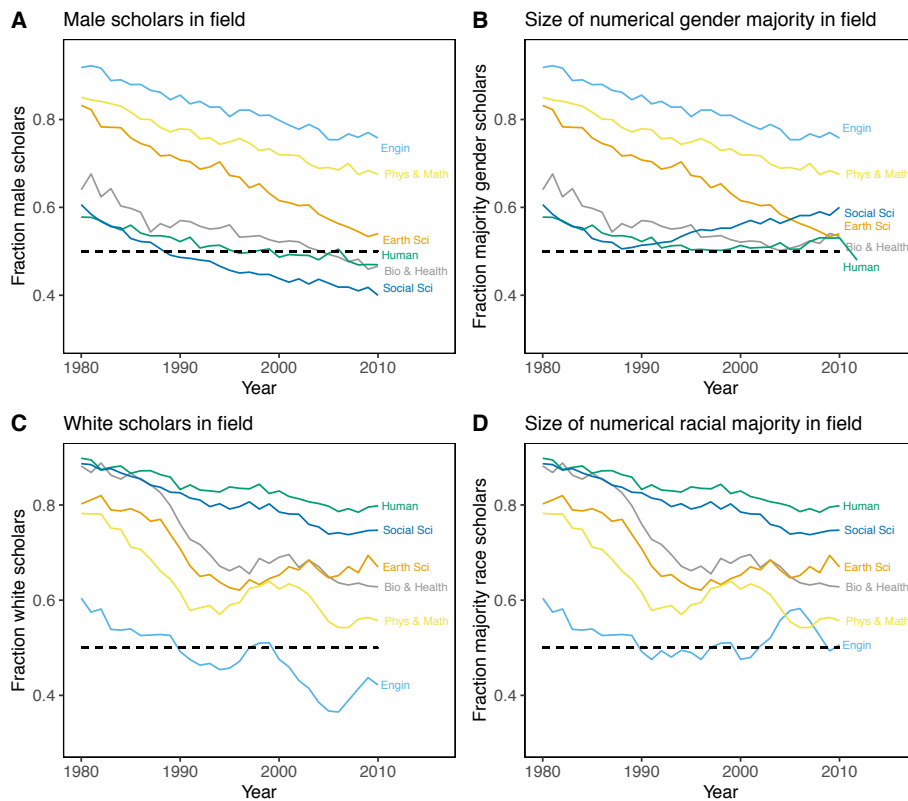 A Male scholars in field
Fraction male scholars
0.8
0.6
0.4
Engin
Phys & Math
Earth Sci
Human
Bio & Health
Social Sci
1980 1990 2000 2010
Year
B Size of numerical gender majority in field
Fraction majority gender scholars
0.8
0.6
0.4
Engin
Phys & Math
Social Sci
Earth Sci
Bio & Health
Human
1980 1990 2000 2010
Year
C White scholars in field
Fraction white scholars
0.8
0.6
0.4
Human
Social Sci
Earth Sci
Bio & Health
Phys & Math
Engin
1980 1990 2000 2010
Year
D Size of numerical racial majority in field
Fraction majority race scholars
0.8
0.6
0.4
Human
Social Sci
Earth Sci
Bio & Health
Phys & Math
Engin
1980 1990 2000 2010
Year